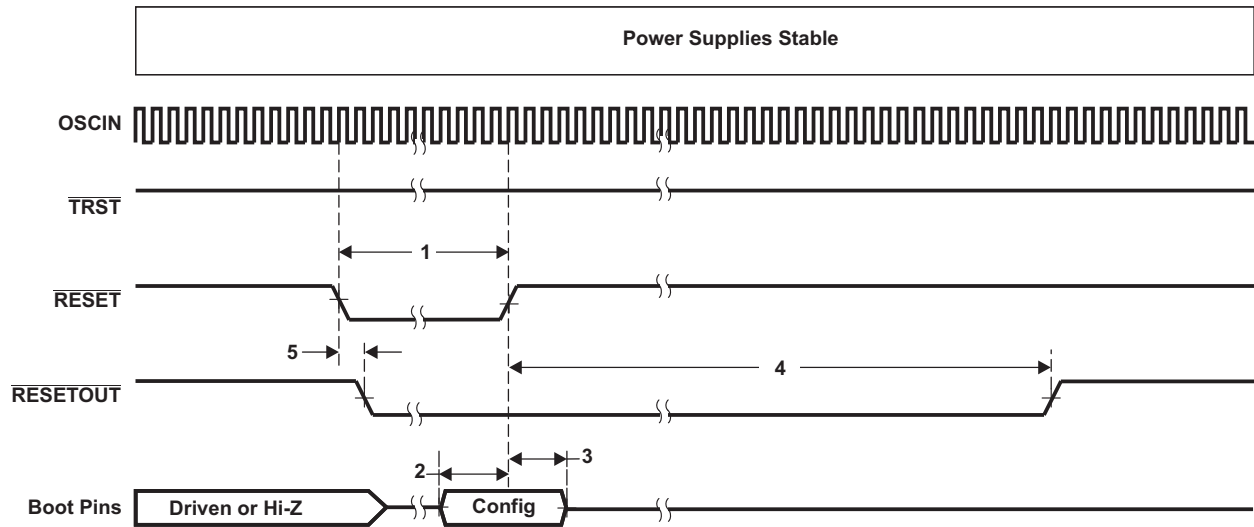 Power Supplies Stable
OSCIN
TRST
1
RESET
5
4
RESETOUT
2
3
Boot Pins
Driven or Hi-Z
Config